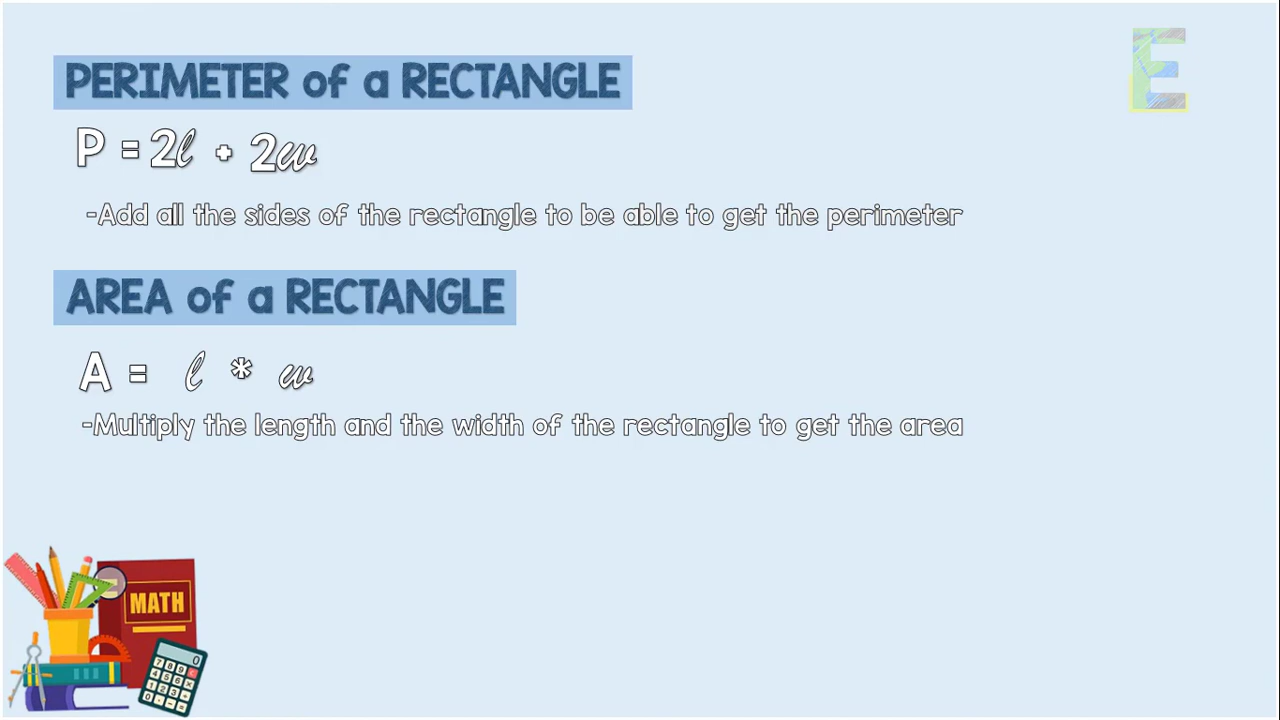 E
PERIMETER of a RECTANGLE
P = 2l + 2w
-Add all the sides of the rectangle to be able to get the perimeter
AREA of a RECTANGLE
A = l * w
-Multiply the length and the width of the rectangle to get the area
MATH
0